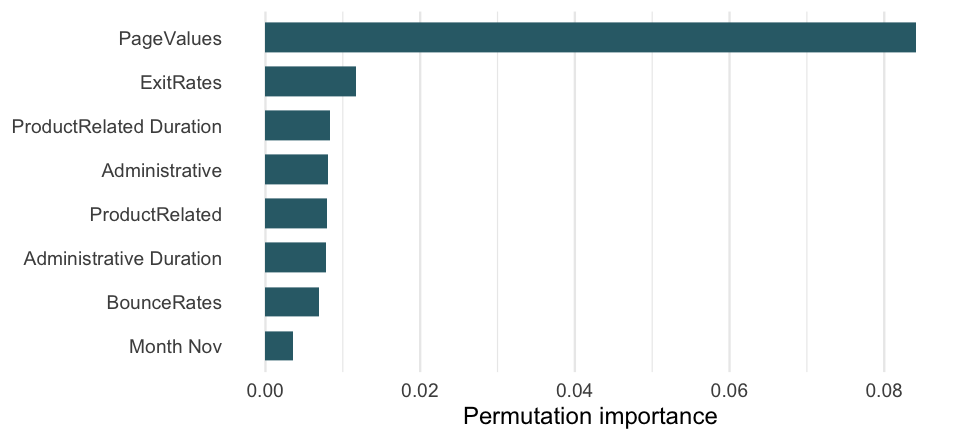 PageValues
ExitRates
ProductRelated Duration
Administrative
ProductRelated
Administrative Duration
BounceRates
Month Nov
0.00 0.02 0.04 0.06 0.08
Permutation importance